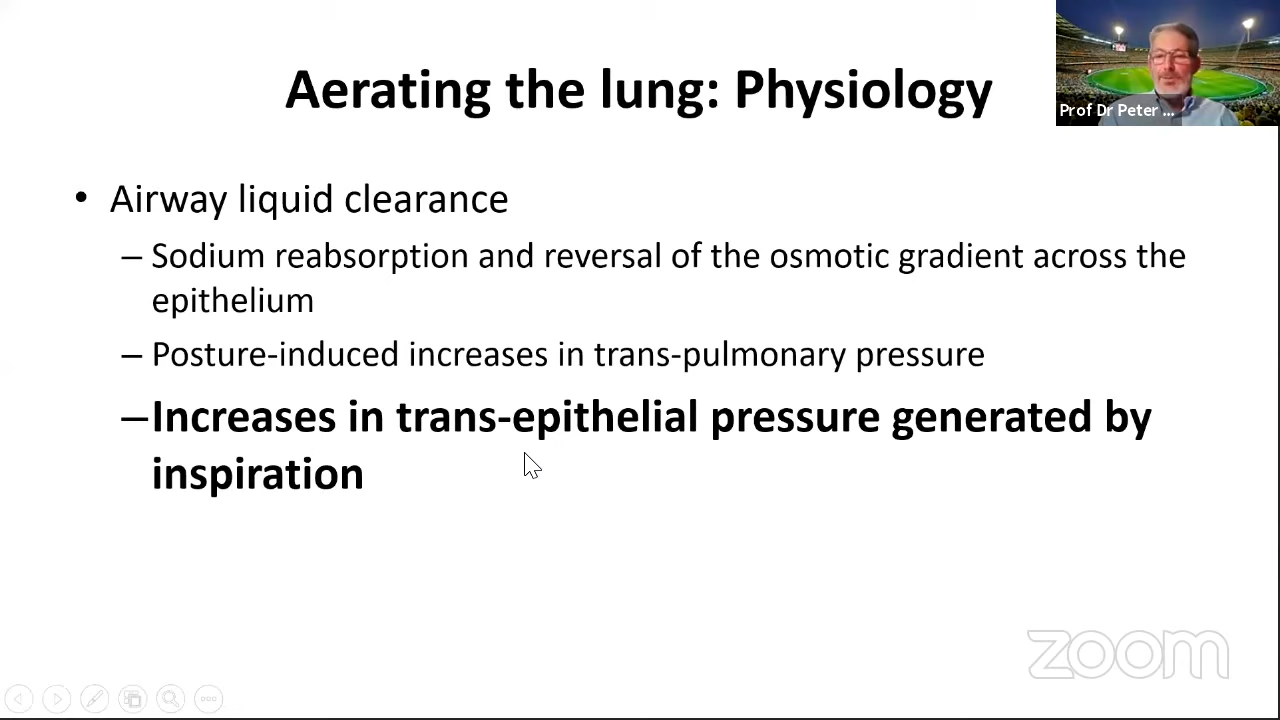 Aerating the lung: Physiology
Prof Dr Peter ...
• Airway liquid clearance
– Sodium reabsorption and reversal of the osmotic gradient across the
epithelium
– Posture-induced increases in trans-pulmonary pressure
–Increases in trans-epithelial pressure generated by
inspiration
zoom